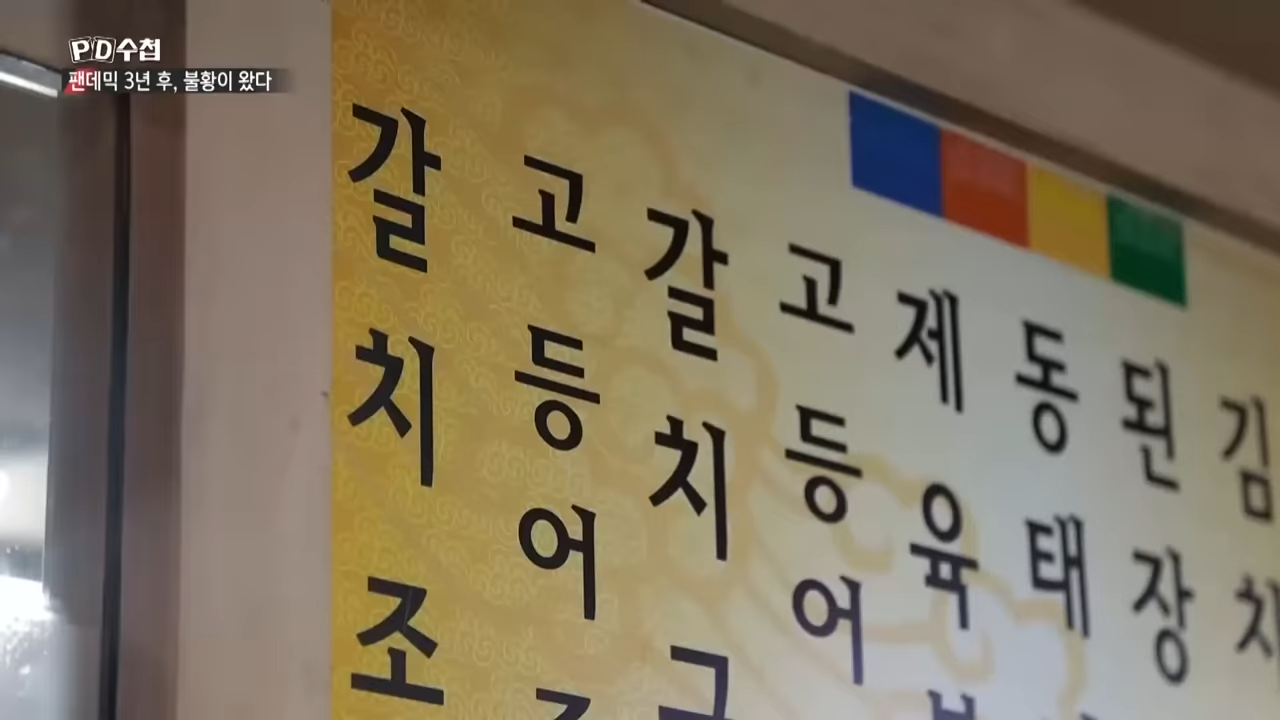 PD수첩
팬데믹 3년 후, 불황이 왔다
갈치조
고등어
갈치구
고등어
제육
동태
된장
김치